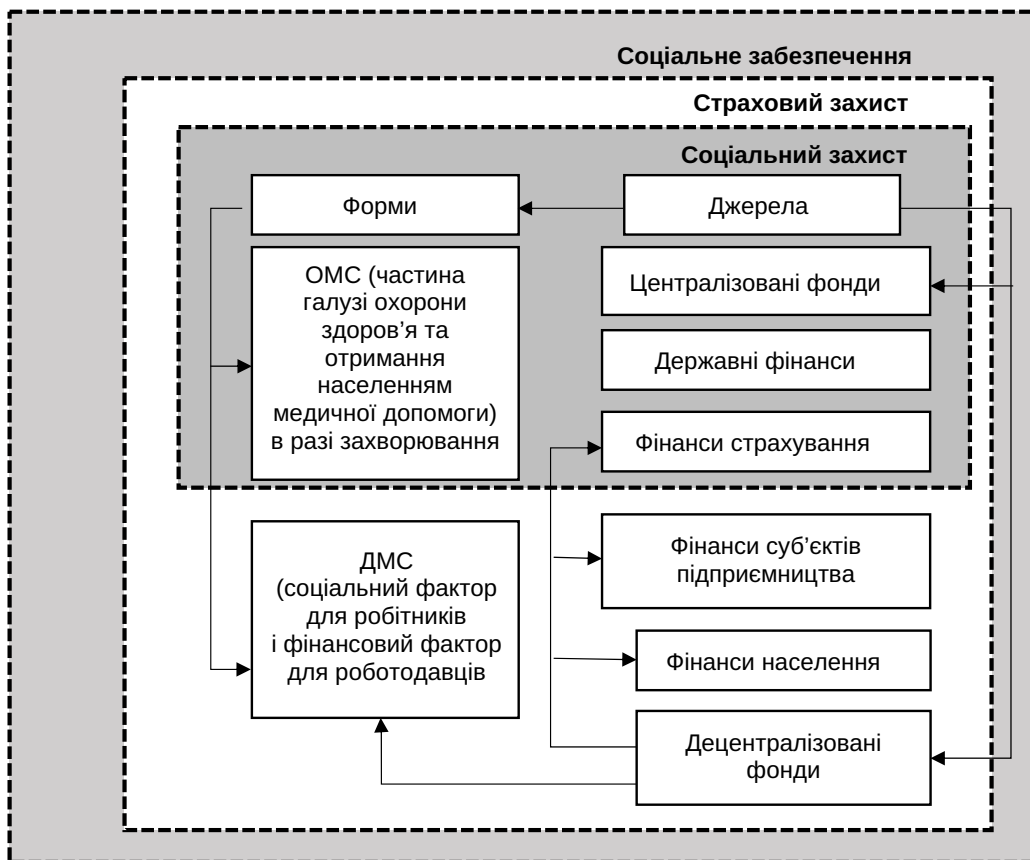 Соціальне забезпечення
Страховий захист
Соціальний захист
Форми
Джерела
ОМС (частина
галузі охорони
здоров’я та
отримання
населенням
медичної допомоги)
в разі захворювання
Централізовані фонди
Державні фінанси
Фінанси страхування
ДМС
(соціальний фактор
для робітників
і фінансовий фактор
для роботодавців
Фінанси суб’єктів
підприємництва
Фінанси населення
Децентралізовані
фонди